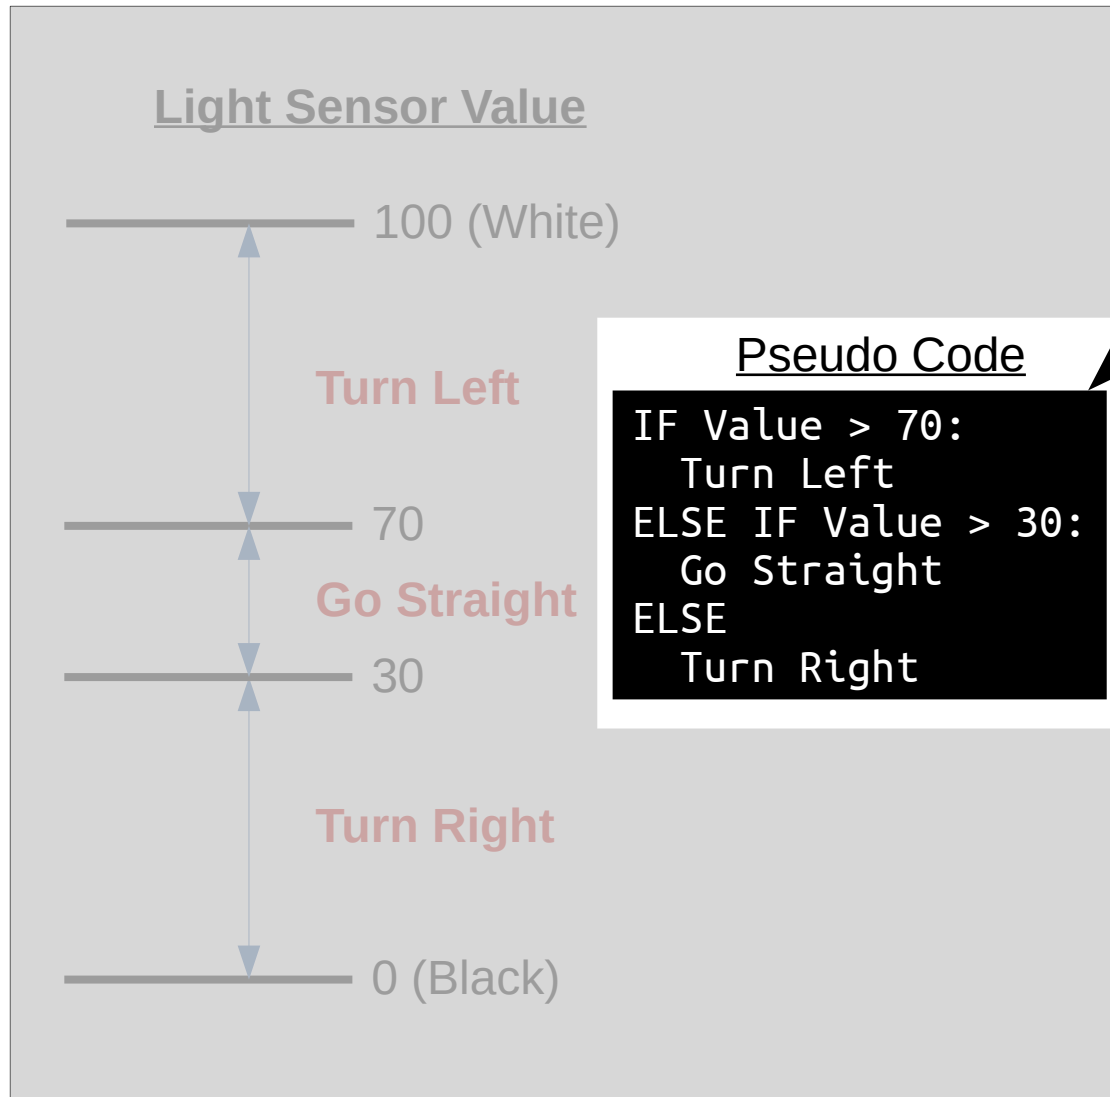 Light Sensor Value
100 (White)
Turn Left
70
Go Straight
30
Turn Right
0 (Black)
Pseudo Code
IF Value > 70:
  Turn Left
ELSE IF Value > 30:
  Go Straight
ELSE
  Turn Right